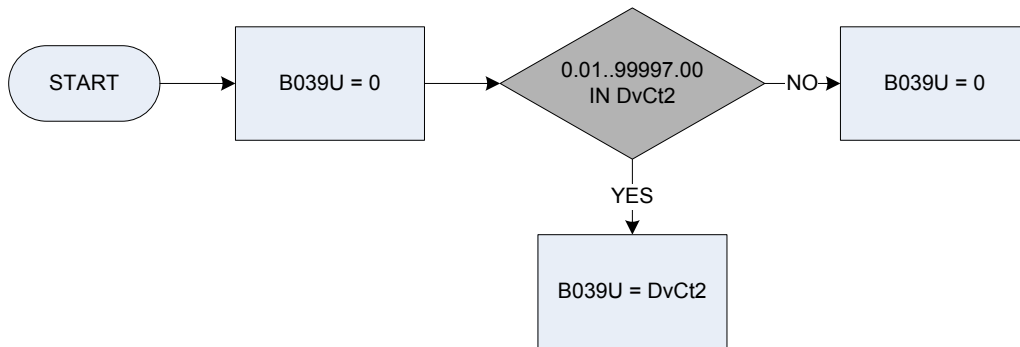 START
B039U = 0
0.01..99997.00
IN DvCt2
NO
B039U = 0
YES
B039U = DvCt2